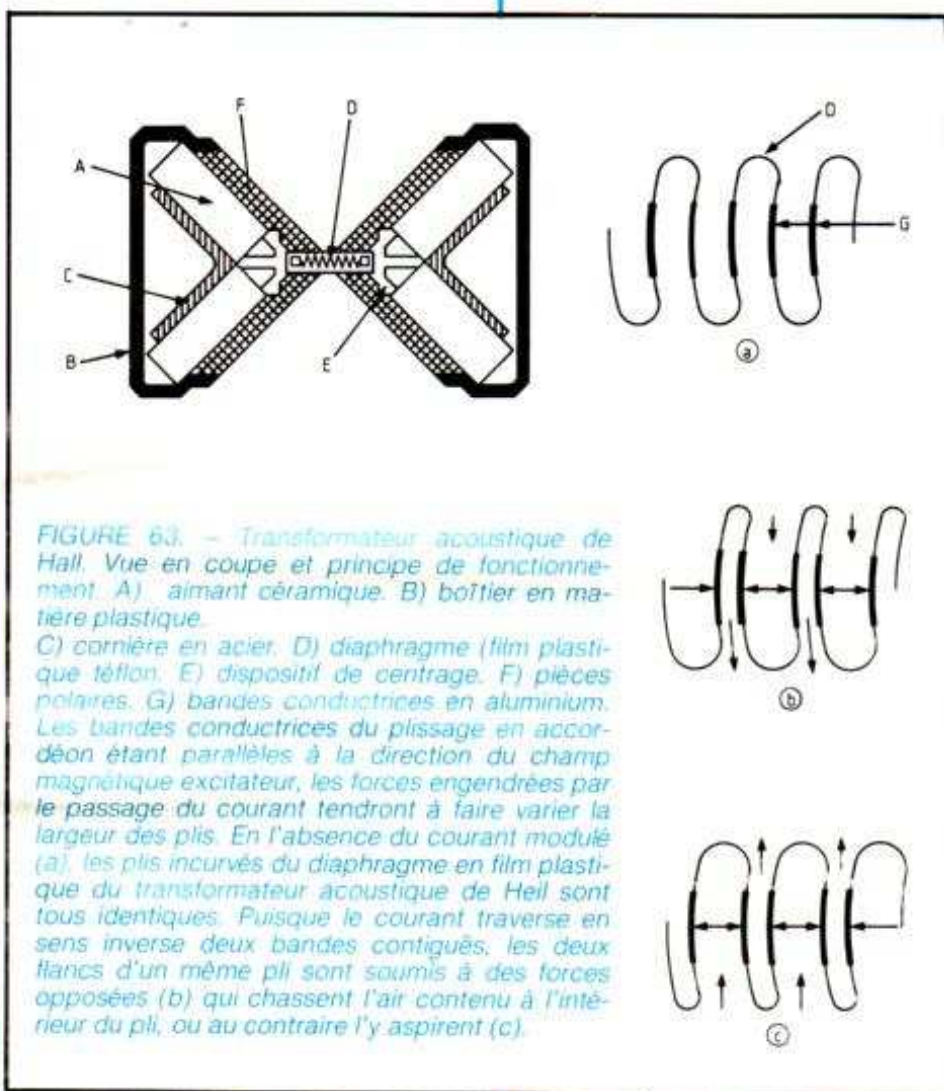 F
D
A
C
B
E
D
G
a
FIGURE 63. – Transformateur acoustique de
Hall. Vue en coupe et principe de fonctionne-
ment. A) aimant céramique. B) boîtier en ma-
tière plastique.
C) cornière en acier. D) diaphragme (film plasti-
que téflon. E) dispositif de centrage. F) pièces
polaires. G) bandes conductrices en aluminium.
Les bandes conductrices du plissage en accor-
déon étant parallèles à la direction du champ
magnétique excitateur, les forces engendrées par
le passage du courant tendront à faire varier la
largeur des plis. En l'absence du courant modulé
(a), les plis incurvés du diaphragme en film plasti-
que du transformateur acoustique de Heil sont
tous identiques. Puisque le courant traverse en
sens inverse deux bandes contiguës, les deux
flancs d'un même pli sont soumis à des forces
opposées (b) qui chassent l'air contenu à l'inté-
rieur du pli, ou au contraire l'y aspirent (c).
b
c